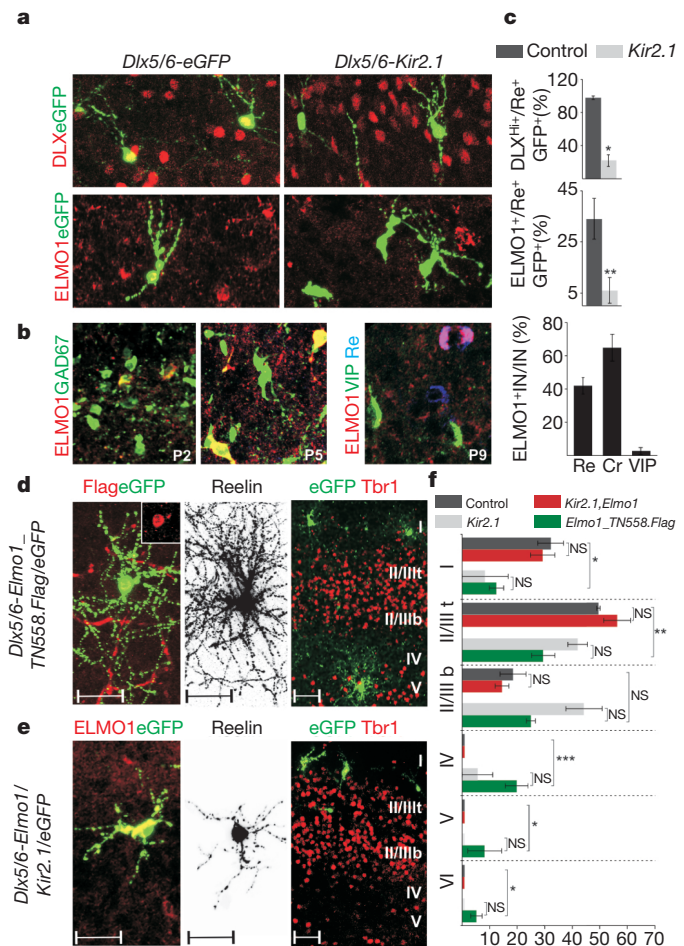 a
Dlx5/6-eGFP
Dlx5/6-Kir2.1
DLXeGFP
ELMO1eGFP
b
ELMO1GAD67
P2
P5
ELMO1VIP Re
P9
c
Control
Kir2.1
DLXHi+/Re+
GFP+(%)
120
80
40
*
ELMO1+/Re+
GFP+(%)
45
25
5
**
ELMO1+IN/IN (%)
80
60
40
20
Re Cr VIP
d
Dlx5/6-Elmo1_
TN558.Flag/eGFP
FlageGFP
Reelin
eGFP Tbr1
I
II/IIIt
II/IIIb
IV
V
e
Dlx5/6-Elmo1/
Kir2.1/eGFP
ELMO1eGFP
Reelin
eGFP Tbr1
I
II/IIIt
II/IIIb
IV
V
f
Control
Kir2.1,Elmo1
Kir2.1
Elmo1_TN558.Flag
I
NS
*
NS
II/III t
NS
**
NS
II/III b
NS
NS
NS
IV
***
NS
V
*
NS
VI
*
NS
10 20 30 40 50 60 70